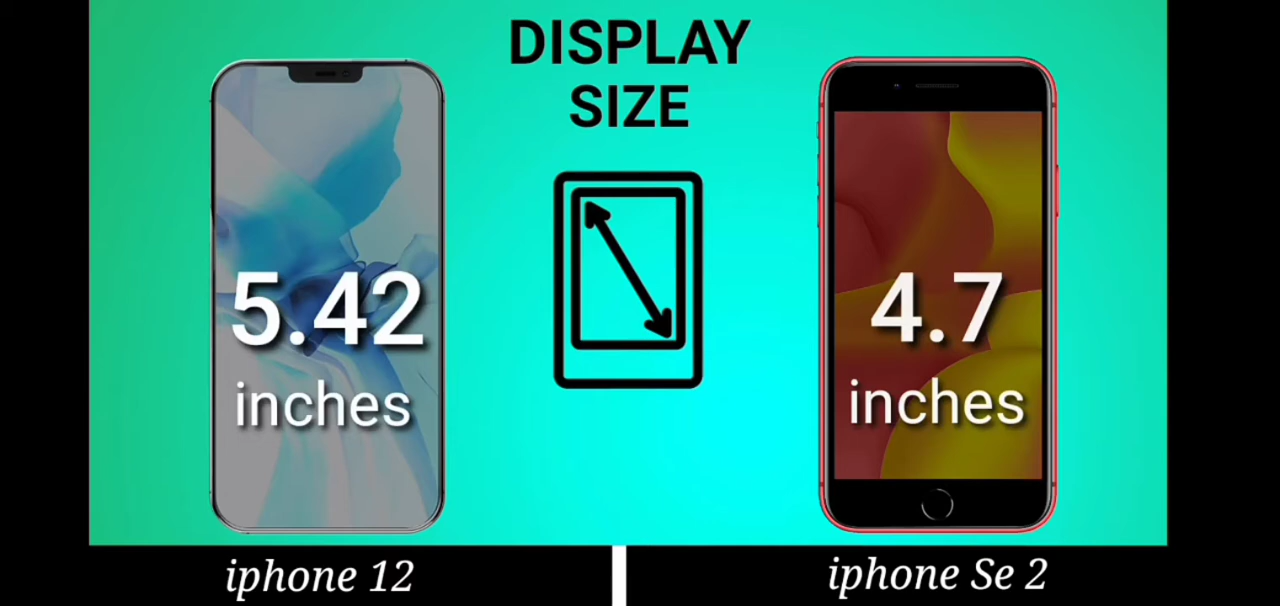 DISPLAY
SIZE
5.42
inches
4.7
inches
iphone 12
iphone Se 2